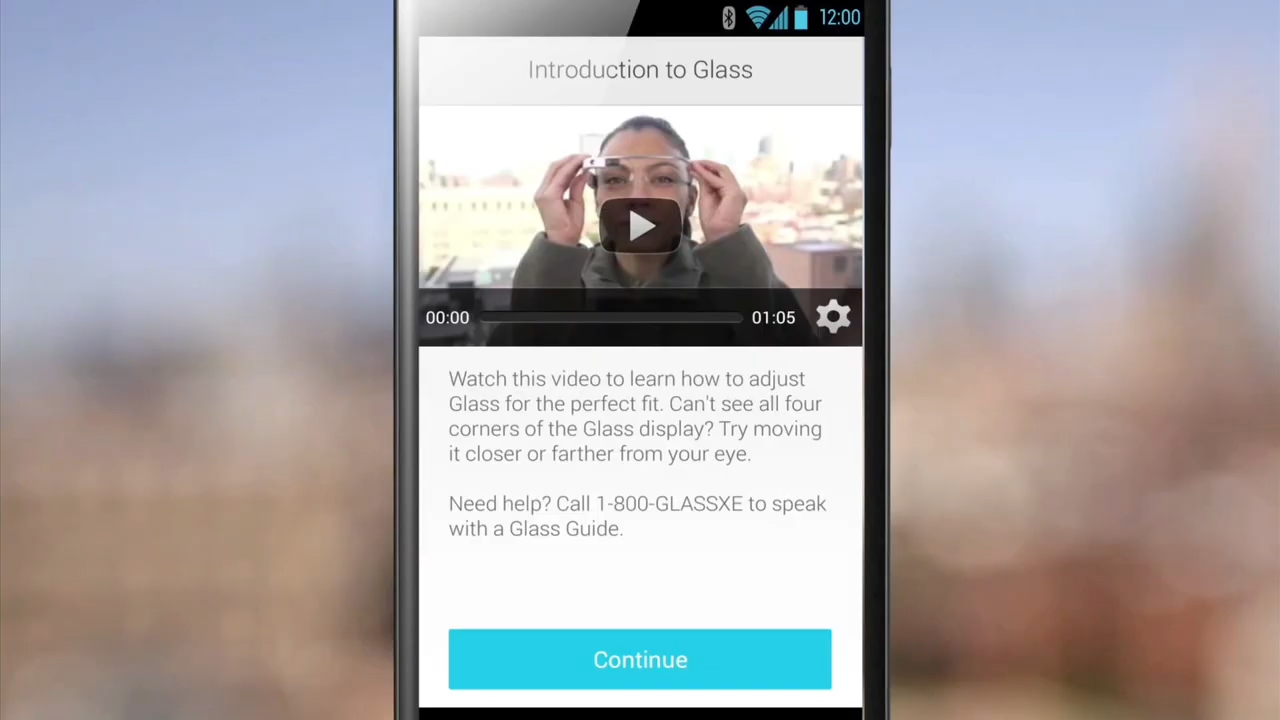 12:00
Introduction to Glass
00:00 01:05
Watch this video to learn how to adjust
Glass for the perfect fit. Can't see all four
corners of the Glass display? Try moving
it closer or farther from your eye.
Need help? Call 1-800-GLASSXE to speak
with a Glass Guide.
Continue